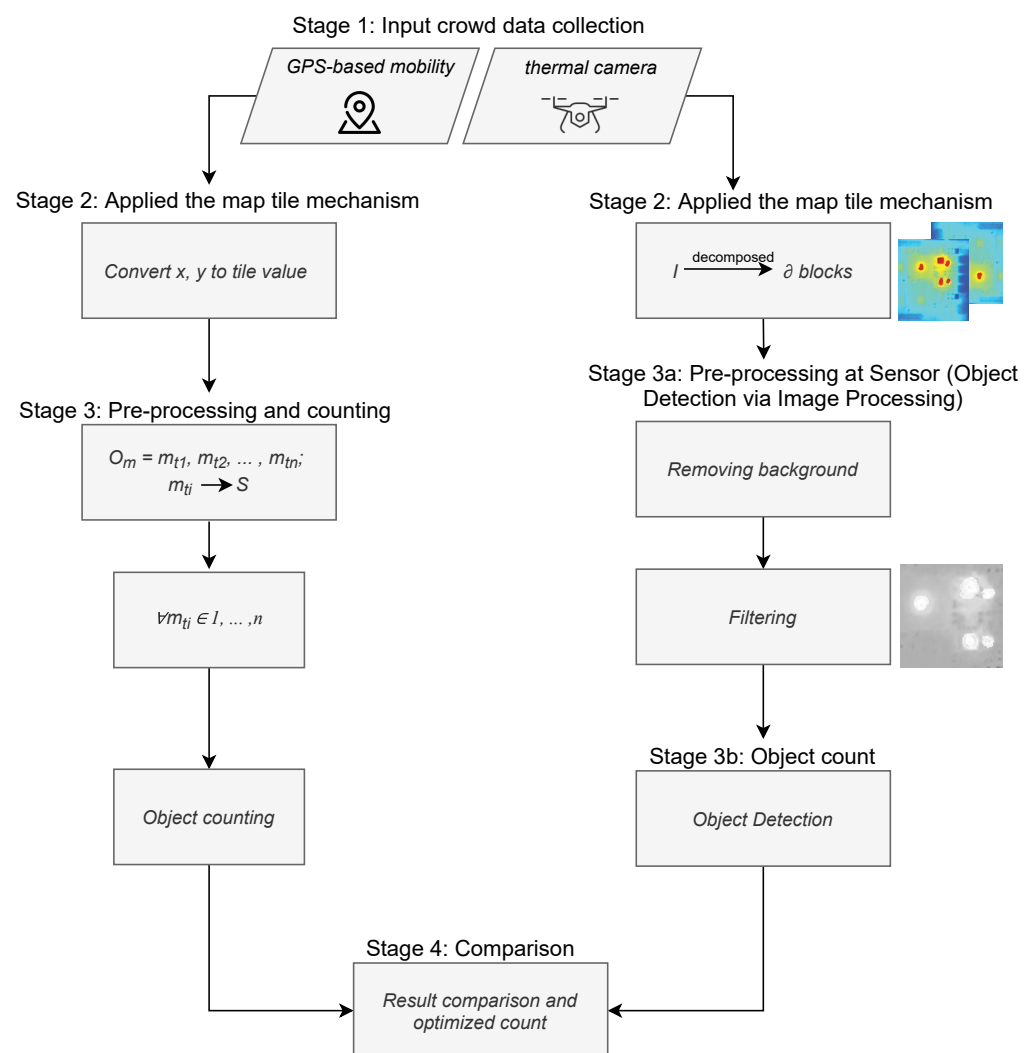 Stage 1: Input crowd data collection
GPS-based mobility
thermal camera
Stage 2: Applied the map tile mechanism
Convert x, y to tile value
Stage 3: Pre-processing and counting
O_m = m_t1, m_t2, ... , m_tn;
m_ti ⟶ S
∀m_ti ∈ 1, ... ,n
Object counting
Stage 2: Applied the map tile mechanism
decomposed
I ⟶ ∂ blocks
Stage 3a: Pre-processing at Sensor (Object
Detection via Image Processing)
Removing background
Filtering
Stage 3b: Object count
Object Detection
Stage 4: Comparison
Result comparison and
optimized count